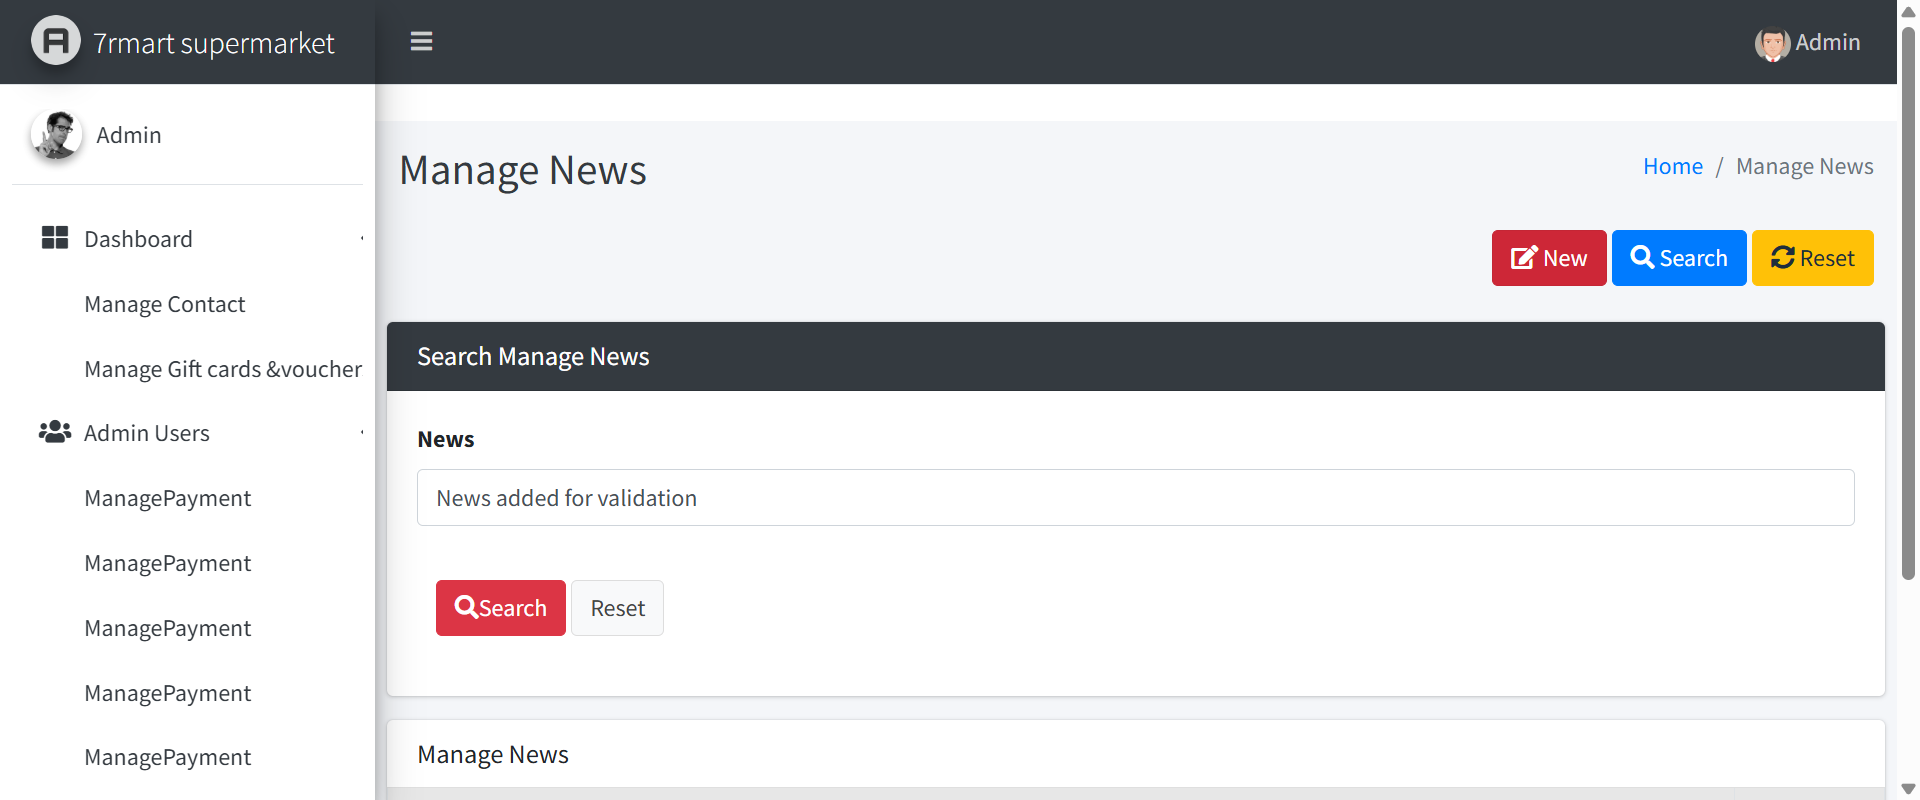 7rmart supermarket
Admin
Admin
Dashboard
Manage Contact
Manage Gift cards &voucher
Admin Users
ManagePayment
ManagePayment
ManagePayment
ManagePayment
ManagePayment
Manage News
Home / Manage News
New Search Reset
Search Manage News
News
News added for validation
Search Reset
Manage News